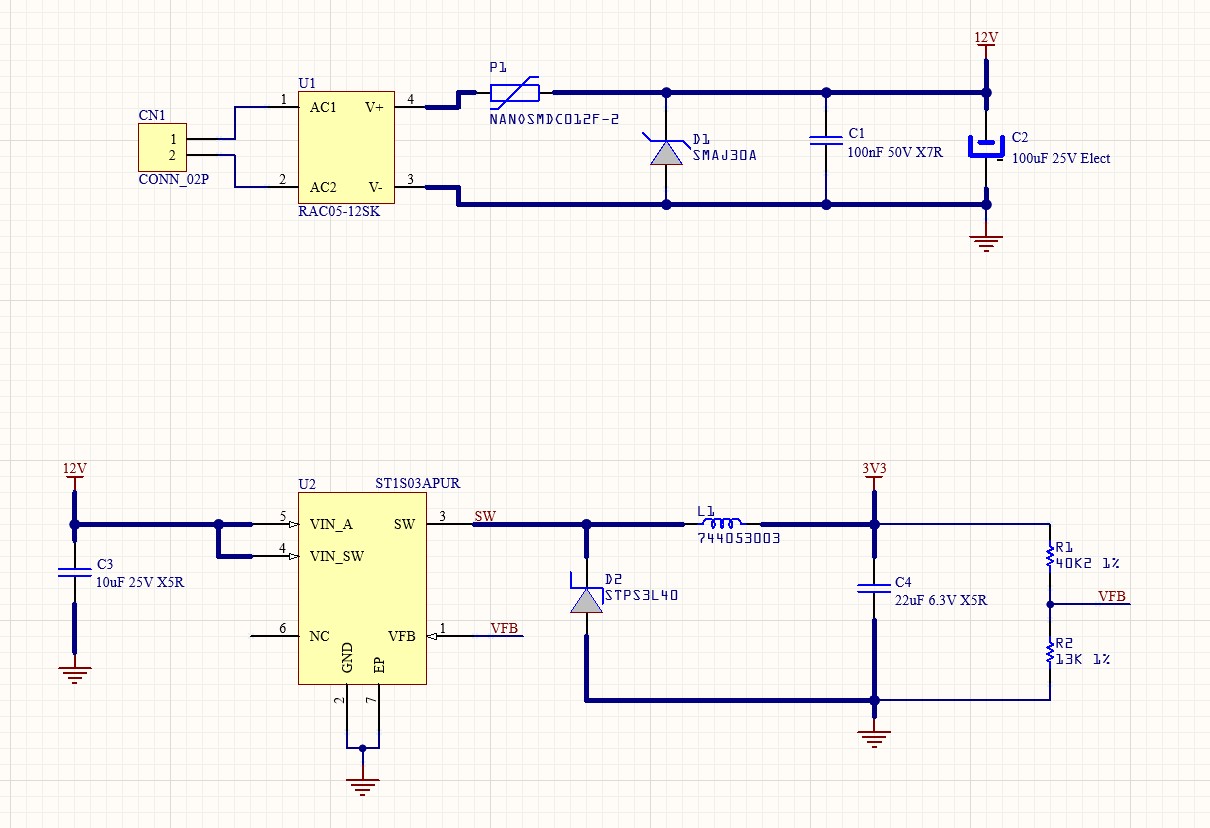 12V
P1
U1
1 AC1 V+ 4
CN1
1
2
CONN_02P
NANOSMDC012F-2
D1
SMAJ30A
C1
100nF 50V X7R
C2
100uF 25V Elect
2 AC2 V- 3
RAC05-12SK
12V
U2 ST1S03APUR
3V3
5 VIN_A SW 3 SW
L1
744053003
4 VIN_SW
C3
10uF 25V X5R
D2
STPS3L40
C4
22uF 6.3V X5R
R1
40K2 1%
VFB
6 NC VFB 1 VFB
GND
EP
2
7
R2
13K 1%